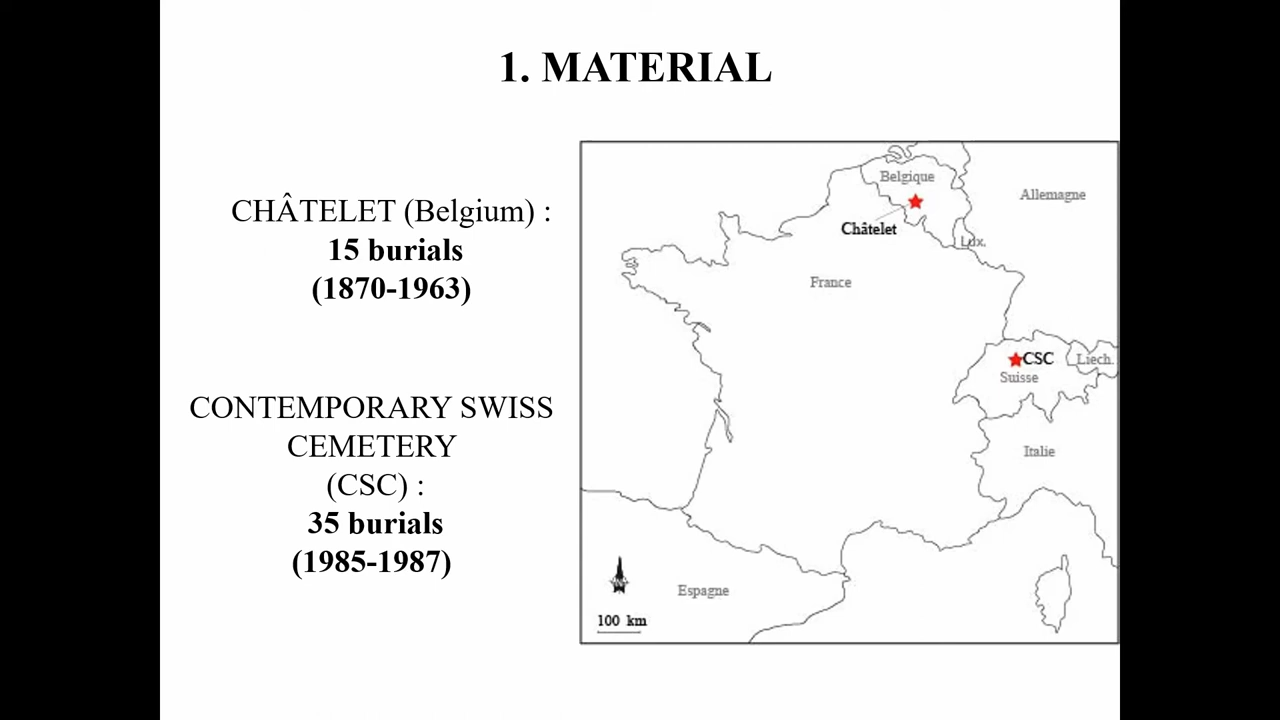 1. MATERIAL
CHÂTELET (Belgium) :
15 burials
(1870-1963)
CONTEMPORARY SWISS
CEMETERY
(CSC) :
35 burials
(1985-1987)
Belgique
Allemagne
Châtelet
Lux.
France
CSC
Liech.
Suisse
Italie
Espagne
N
100 km